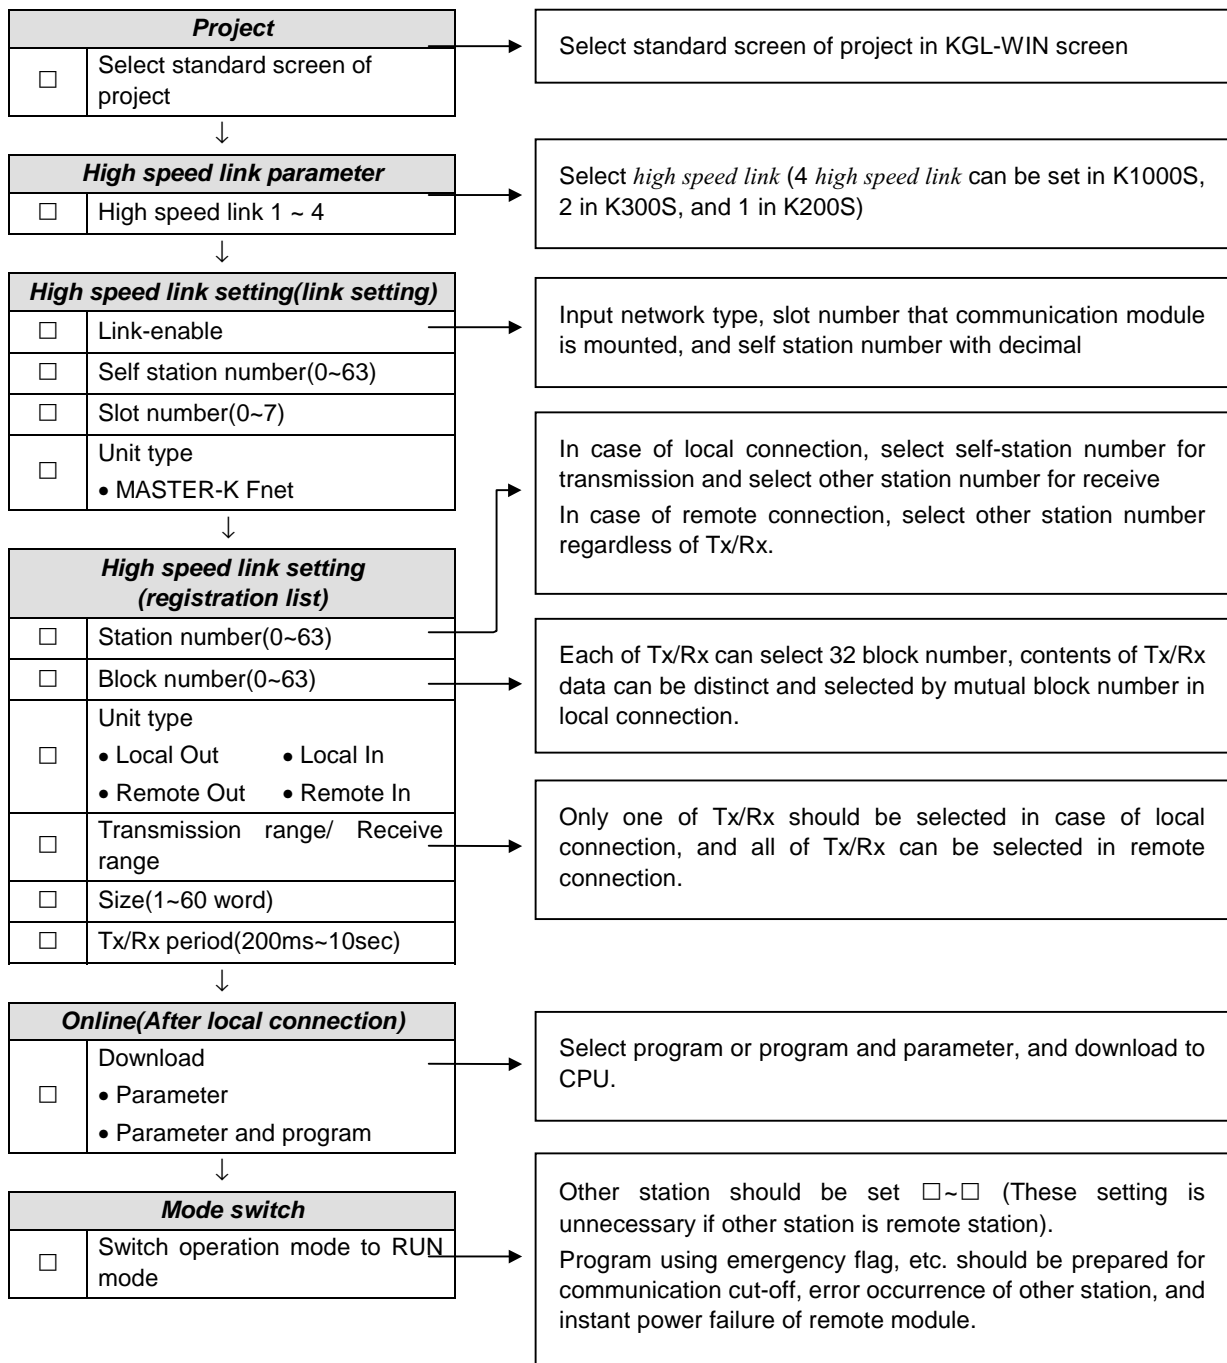 Project
☐ Select standard screen of
project
Select standard screen of project in KGL-WIN screen
↓
High speed link parameter
☐ High speed link 1 ~ 4
Select high speed link (4 high speed link can be set in K1000S,
2 in K300S, and 1 in K200S)
↓
High speed link setting(link setting)
☐ Link-enable
☐ Self station number(0~63)
☐ Slot number(0~7)
☐ Unit type
• MASTER-K Fnet
Input network type, slot number that communication module
is mounted, and self station number with decimal
↓
High speed link setting
(registration list)
☐ Station number(0~63)
☐ Block number(0~63)
☐ Unit type
• Local Out • Local In
• Remote Out • Remote In
☐ Transmission range/ Receive
range
☐ Size(1~60 word)
☐ Tx/Rx period(200ms~10sec)
In case of local connection, select self-station number for
transmission and select other station number for receive
In case of remote connection, select other station number
regardless of Tx/Rx.
Each of Tx/Rx can select 32 block number, contents of Tx/Rx
data can be distinct and selected by mutual block number in
local connection.
Only one of Tx/Rx should be selected in case of local
connection, and all of Tx/Rx can be selected in remote
connection.
↓
Online(After local connection)
☐ Download
• Parameter
• Parameter and program
Select program or program and parameter, and download to
CPU.
↓
Mode switch
☐ Switch operation mode to RUN
mode
Other station should be set ☐~☐ (These setting is
unnecessary if other station is remote station).
Program using emergency flag, etc. should be prepared for
communication cut-off, error occurrence of other station, and
instant power failure of remote module.